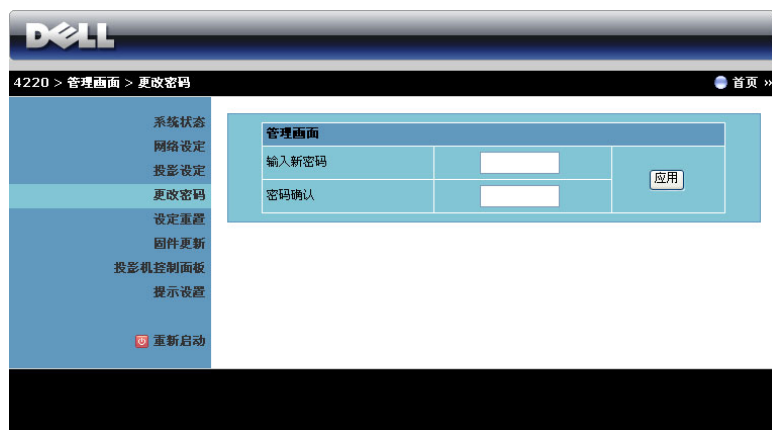 DELL
4220 > 管理画面 > 更改密码
首页 »
系统状态
网络设定
投影设定
更改密码
设定重置
固件更新
投影机控制面板
提示设置
重新启动
管理画面
输入新密码
密码确认
应用